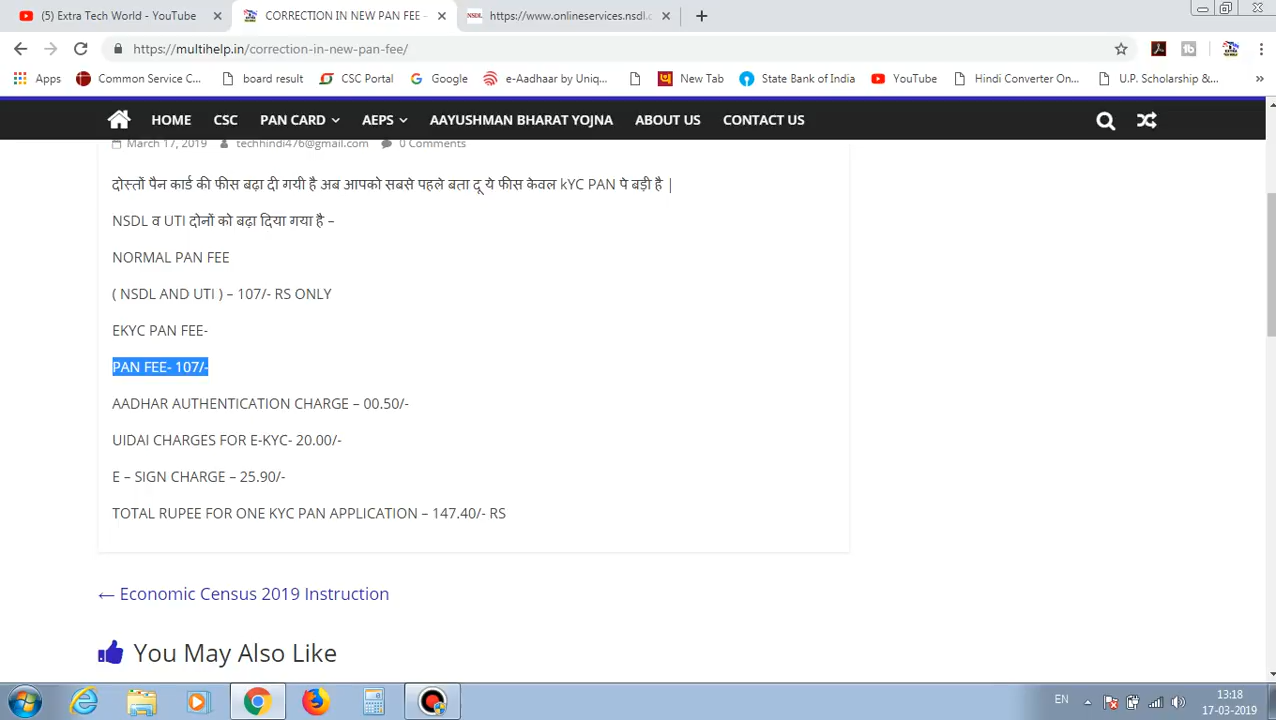 (5) Extra Tech World - YouTube
CORRECTION IN NEW PAN FEE -
NSDL https://www.onlineservices.nsdl.c
https://multihelp.in/correction-in-new-pan-fee/
Apps Common Service C... board result CSC Portal Google e-Aadhaar by Uniq... New Tab State Bank of India YouTube Hindi Converter On... U.P. Scholarship &... »
HOME CSC PAN CARD AEPS AAYUSHMAN BHARAT YOJNA ABOUT US CONTACT US
March 17, 2019 techhindi476@gmail.com 0 Comments
दोस्तों पैन कार्ड की फीस बढ़ा दी गयी है अब आपको सबसे पहले बता दू ये फीस केवल kYC PAN पे बड़ी है |
NSDL व UTI दोनों को बढ़ा दिया गया है –
NORMAL PAN FEE
( NSDL AND UTI ) – 107/- RS ONLY
EKYC PAN FEE-
PAN FEE- 107/-
AADHAR AUTHENTICATION CHARGE – 00.50/-
UIDAI CHARGES FOR E-KYC- 20.00/-
E – SIGN CHARGE – 25.90/-
TOTAL RUPEE FOR ONE KYC PAN APPLICATION – 147.40/- RS
← Economic Census 2019 Instruction
You May Also Like
EN
13:18
17-03-2019